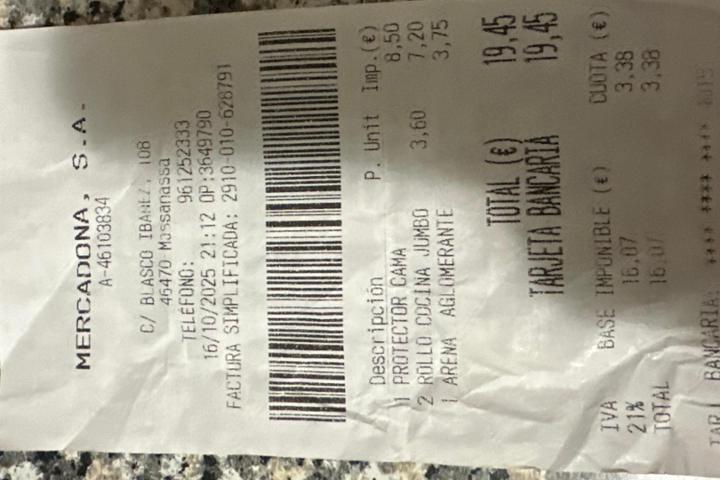 MERCADONA, S.A.
A-46103834
C/ BLASCO IBAÑEZ, 108
46470 Massanassa
TELÉFONO: 961252333
16/10/2025 21:12 OP:3649790
FACTURA SIMPLIFICADA: 2910-010-628791
Descripción P. Unit Imp.(€)
1 PROTECTOR CAMA 8,50
2 ROLLO COCINA JUMBO 3,60 7,20
1 ARENA AGLOMERANTE 3,75
TOTAL (€) 19,45
TARJETA BANCARIA 19,45
IVA BASE IMPONIBLE (€) CUOTA (€)
21% 16,07 3,38
TOTAL 16,07 3,38
BANCARIA: **** **** ****